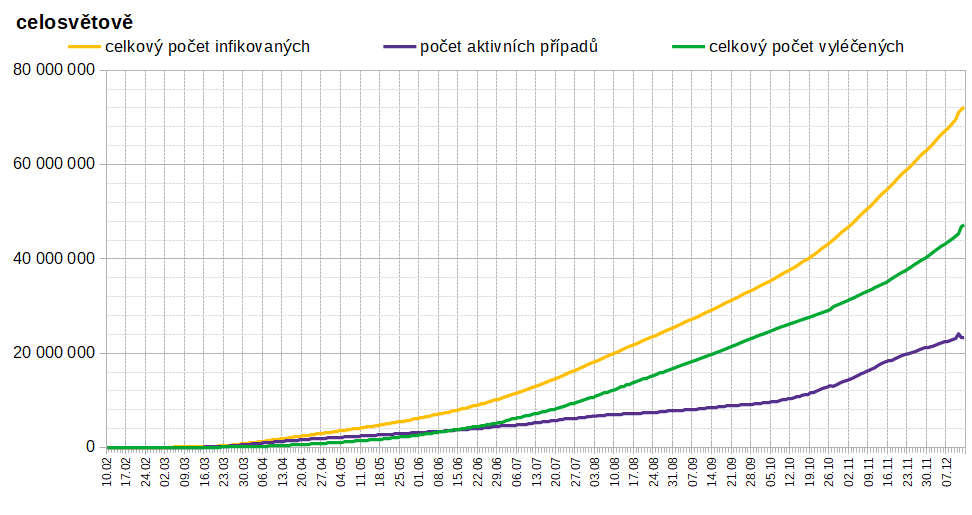 celosvětově
celkový počet infikovaných počet aktivních případů celkový počet vyléčených
80 000 000
60 000 000
40 000 000
20 000 000
0
10.02 17.02 24.02 02.03 09.03 16.03 23.03 30.03 06.04 13.04 20.04 27.04 04.05 11.05 18.05 25.05 01.06 08.06 15.06 22.06 29.06 06.07 13.07 20.07 27.07 03.08 10.08 17.08 24.08 31.08 07.09 14.09 21.09 28.09 05.10 12.10 19.10 26.10 02.11 09.11 16.11 23.11 30.11 07.12